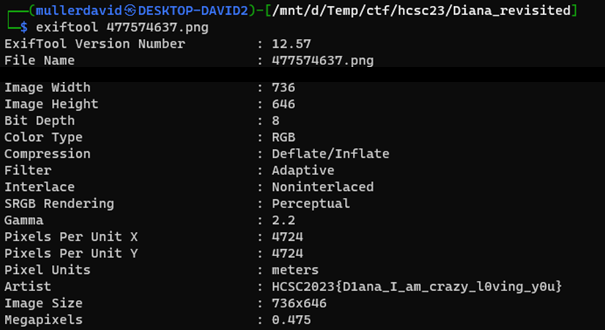 ┌──(mullerdavid㉿DESKTOP-DAVID2)-[/mnt/d/Temp/ctf/hcsc23/Diana_revisited]
└─$ exiftool 477574637.png
ExifTool Version Number : 12.57
File Name : 477574637.png
Image Width : 736
Image Height : 646
Bit Depth : 8
Color Type : RGB
Compression : Deflate/Inflate
Filter : Adaptive
Interlace : Noninterlaced
SRGB Rendering : Perceptual
Gamma : 2.2
Pixels Per Unit X : 4724
Pixels Per Unit Y : 4724
Pixel Units : meters
Artist : HCSC2023{D1ana_I_am_crazy_l0ving_y0u}
Image Size : 736x646
Megapixels : 0.475